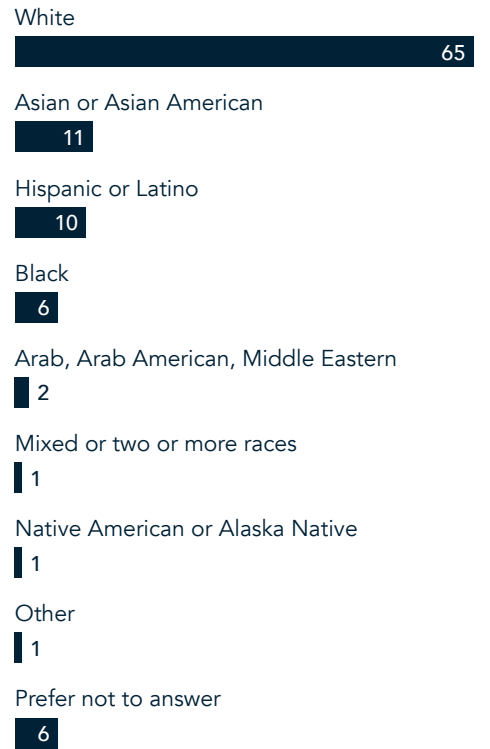 White
65
Asian or Asian American
11
Hispanic or Latino
10
Black
6
Arab, Arab American, Middle Eastern
2
Mixed or two or more races
1
Native American or Alaska Native
1
Other
1
Prefer not to answer
6